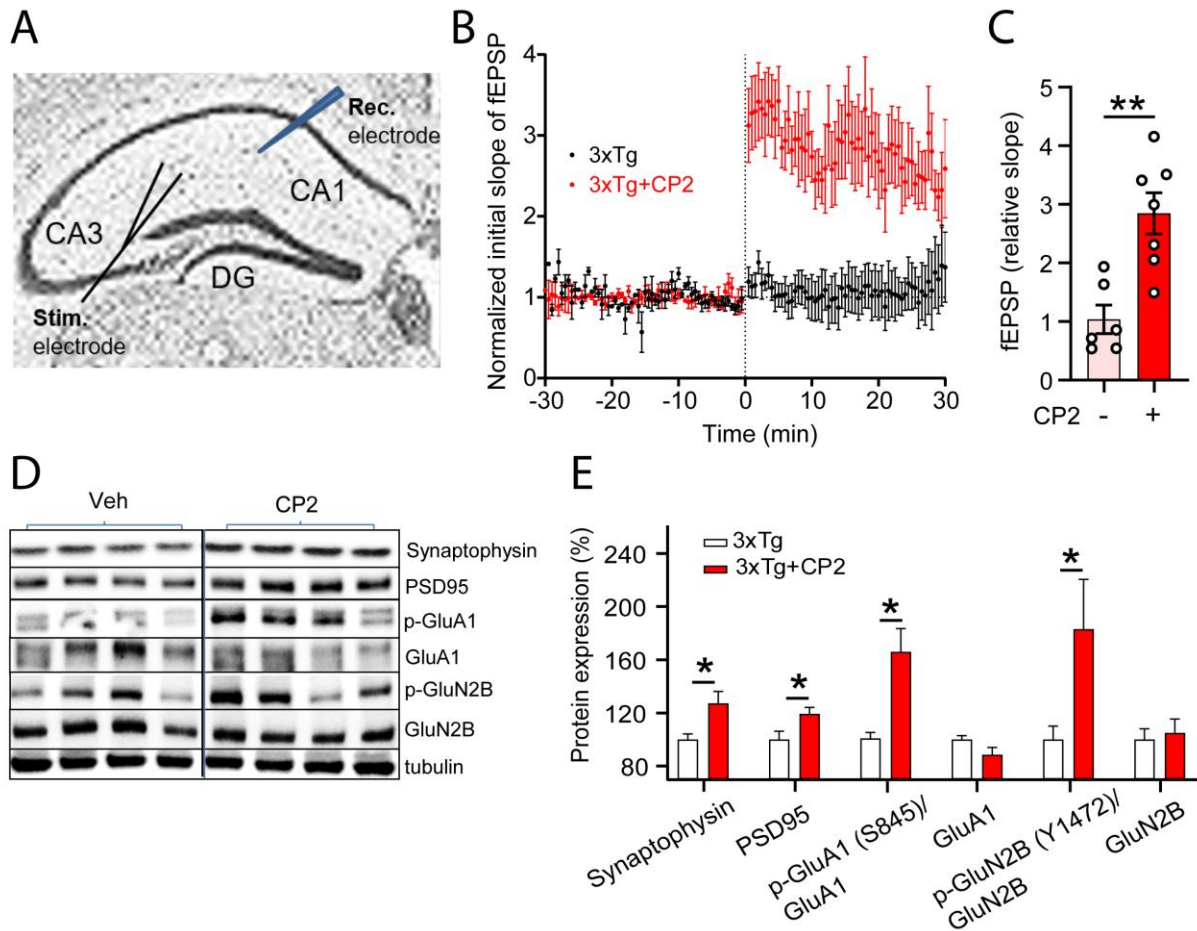 A
Rec.
electrode
CA1
CA3
DG
Stim.
electrode
B
Normalized initial slope of fEPSP
4
3
2
1
0
3xTg
3xTg+CP2
-30 -20 -10 0 10 20 30
Time (min)
C
fEPSP (relative slope)
5
4
3
2
1
0
**
CP2 - +
D
Veh CP2
Synaptophysin
PSD95
p-GluA1
GluA1
p-GluN2B
GluN2B
tubulin
E
Protein expression (%)
240
200
160
120
80
3xTg
3xTg+CP2
* * * *
Synaptophysin
PSD95
p-GluA1 (S845)/
GluA1
GluA1
p-GluN2B (Y1472)/
GluN2B
GluN2B